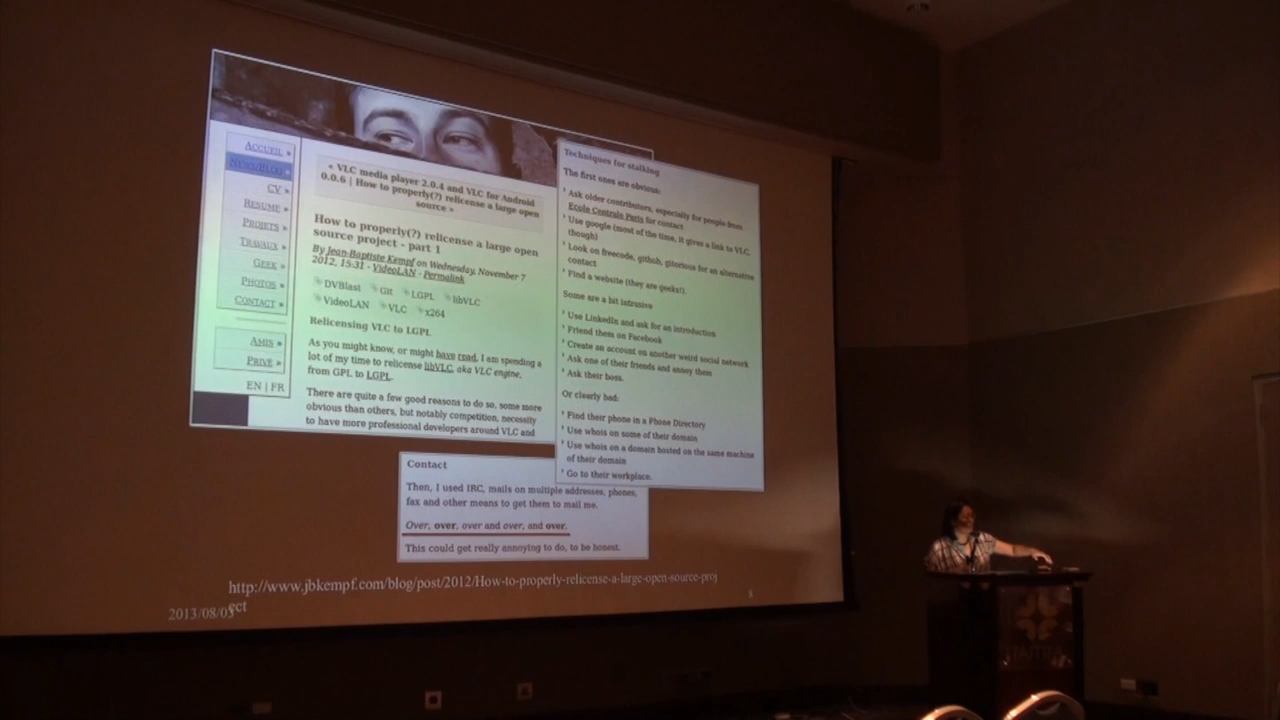 ACCUEIL »
NEWS/BLOG »
CV »
RESUME »
PROJETS »
TRAVAUX »
GEEK »
PHOTOS »
CONTACT »
AMIS »
PRIVE »
EN | FR
« VLC media player 2.0.4 and VLC for Android
0.0.6 | How to properly(?) relicense a large open
source »
How to properly(?) relicense a large open
source project - part 1
By Jean-Baptiste Kempf on Wednesday, November 7
2012, 15:31 - VideoLAN - Permalink
DVBlast Git LGPL libVLC
VideoLAN VLC x264
Relicensing VLC to LGPL
As you might know, or might have read, I am spending a
lot of my time to relicense libVLC, aka VLC engine,
from GPL to LGPL.
There are quite a few good reasons to do so, some more
obvious than others, but notably competition, necessity
to have more professional developers around VLC and
Techniques for stalking
The first ones are obvious:
Ask older contributors, especially for people from
Ecole Centrale Paris for contact
Use google (most of the time, it gives a link to VLC,
though)
Look on freecode, github, gitorious for an alternative
contact
Find a website (they are geeks!).
Some are a bit intrusive
Use LinkedIn and ask for an introduction
Friend them on Facebook
Create an account on another weird social network
Ask one of their friends and annoy them
Ask their boss.
Or clearly bad:
Find their phone in a Phone Directory
Use whois on some of their domain
Use whois on a domain hosted on the same machine
of their domain
Go to their workplace.
Contact
Then, I used IRC, mails on multiple addresses, phones,
fax and other means to get them to mail me.
Over, over, over and over, and over.
This could get really annoying to do, to be honest.
http://www.jbkempf.com/blog/post/2012/How-to-properly-relicense-a-large-open-source-proj
ect
2013/08/03